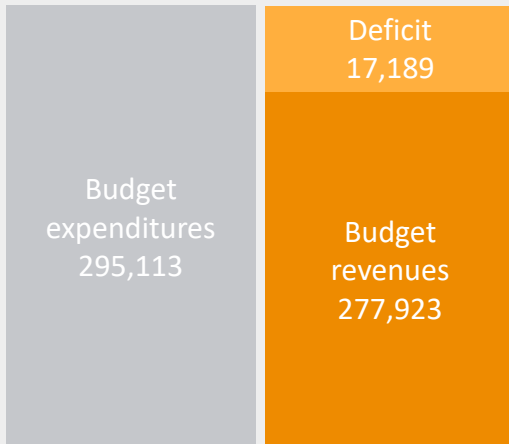 Budget
expenditures
295,113
Deficit
17,189
Budget
revenues
277,923